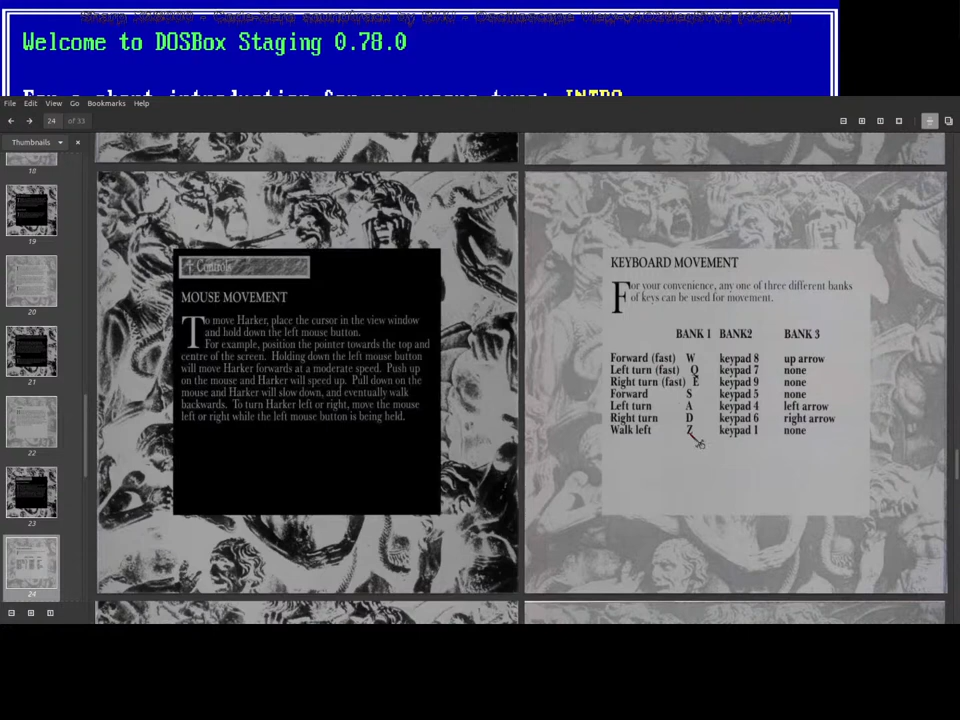 Welcome to DOSBox Staging 0.78.0
For a short introduction for new users type: INTRO
File Edit View Go Bookmarks Help
24 of 33
Thumbnails
18
19
20
21
22
23
24
Controls
MOUSE MOVEMENT
To move Harker, place the cursor in the view window
and hold down the left mouse button.
For example, position the pointer towards the top and
centre of the screen. Holding down the left mouse button
will move Harker forwards at a moderate speed. Push up
on the mouse and Harker will speed up. Pull down on the
mouse and Harker will slow down, and eventually walk
backwards. To turn Harker left or right, move the mouse
left or right while the left mouse button is being held.
KEYBOARD MOVEMENT
For your convenience, any one of three different banks
of keys can be used for movement.
BANK 1 BANK2 BANK 3
Forward (fast) W keypad 8 up arrow
Left turn (fast) Q keypad 7 none
Right turn (fast) E keypad 9 none
Forward S keypad 5 none
Left turn A keypad 4 left arrow
Right turn D keypad 6 right arrow
Walk left Z keypad 1 none